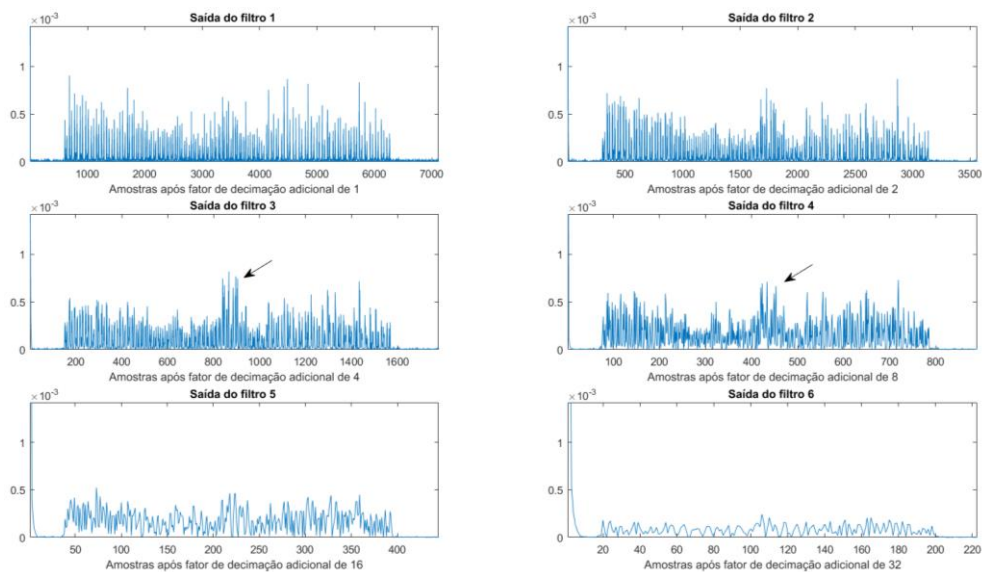 Saída do filtro 1
×10-3
1
0.5
0
1000 2000 3000 4000 5000 6000 7000
Amostras após fator de decimação adicional de 1
Saída do filtro 2
×10-3
1
0.5
0
500 1000 1500 2000 2500 3000 3500
Amostras após fator de decimação adicional de 2
Saída do filtro 3
×10-3
1
0.5
0
200 400 600 800 1000 1200 1400 1600
Amostras após fator de decimação adicional de 4
Saída do filtro 4
×10-3
1
0.5
0
100 200 300 400 500 600 700 800
Amostras após fator de decimação adicional de 8
Saída do filtro 5
×10-3
1
0.5
0
50 100 150 200 250 300 350 400
Amostras após fator de decimação adicional de 16
Saída do filtro 6
×10-3
1
0.5
0
20 40 60 80 100 120 140 160 180 200 220
Amostras após fator de decimação adicional de 32